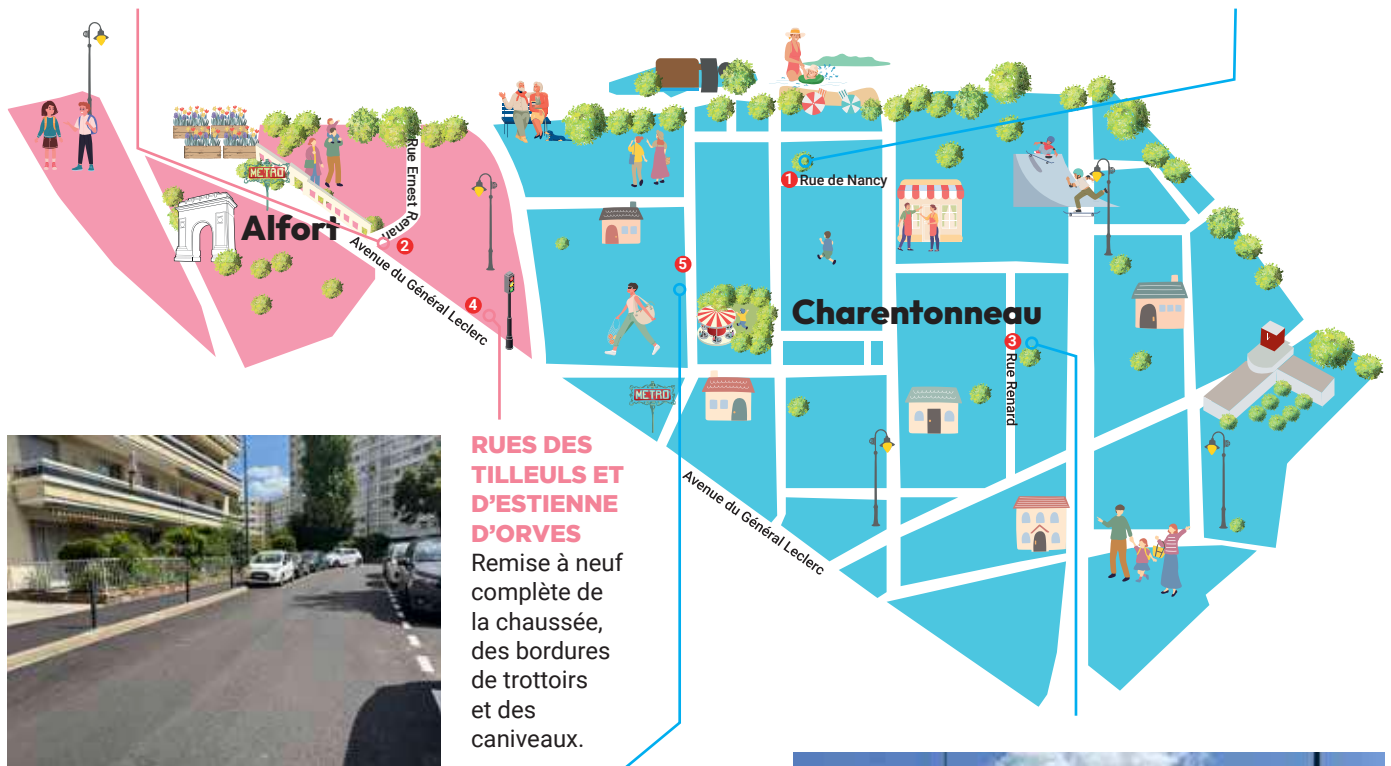 METRO
Rue Ernest Renan
Alfort
2
Avenue du Général Leclerc
4
1 Rue de Nancy
5
Charentonneau
3
Rue Renard
METRO
Avenue du Général Leclerc
RUES DES
TILLEULS ET
D'ESTIENNE
D'ORVES
Remise à neuf
complète de
la chaussée,
des bordures
de trottoirs
et des
caniveaux.